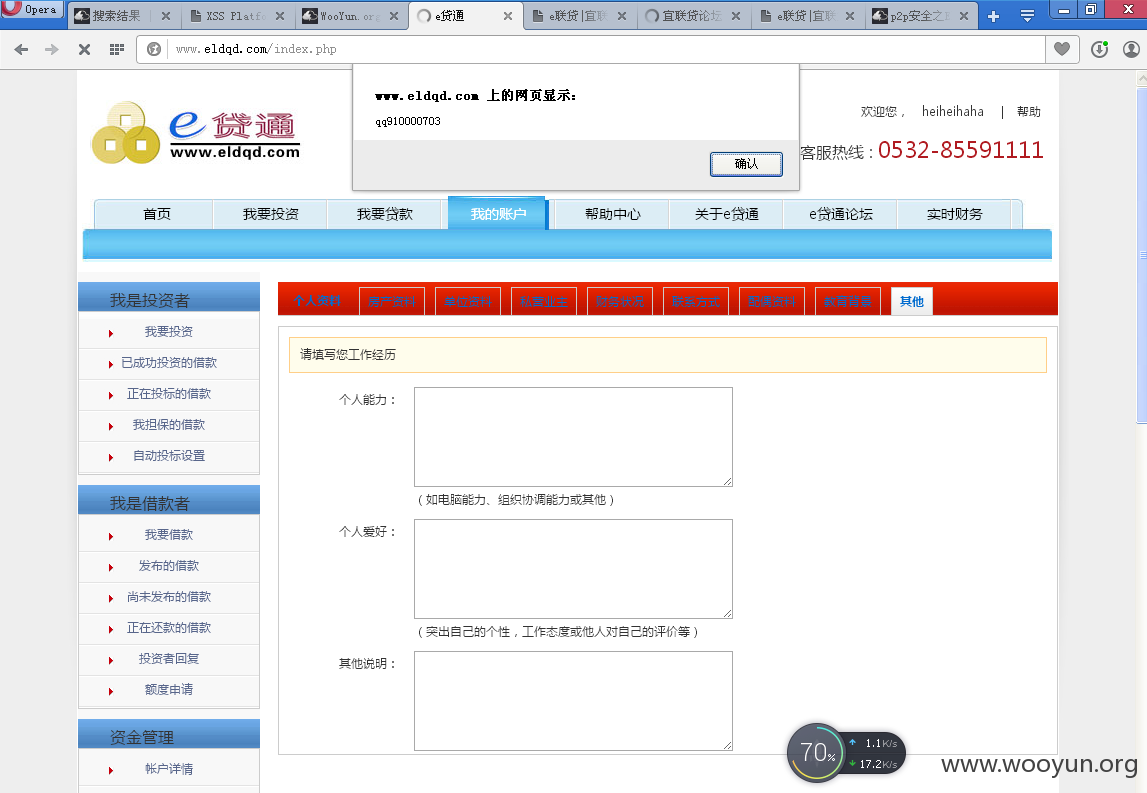 Opera
搜索结果
XSS Platf
WooYun.or
e贷通
e联贷|宜联
宜联贷论坛
e联贷|宜联
p2p安全之
www.eldqd.com/index.php
www.eldqd.com 上的网页显示:
qq910000703
确认
e贷通
www.eldqd.com
欢迎您， heiheihaha | 帮助
客服热线：0532-85591111
首页 我要投资 我要贷款 我的账户 帮助中心 关于e贷通 e贷通论坛 实时财务
我是投资者
我要投资
已成功投资的借款
正在投标的借款
我担保的借款
自动投标设置
我是借款者
我要借款
发布的借款
尚未发布的借款
正在还款的借款
投资者回复
额度申请
资金管理
帐户详情
个人资料 财务状况 联系方式 教育背景 其他
请填写您工作经历
个人能力：
（如电脑能力、组织协调能力或其他）
个人爱好：
（突出自己的个性，工作态度或他人对自己的评价等）
其他说明：
70%
1.1K/s
17.2K/s
www.wooyun.org